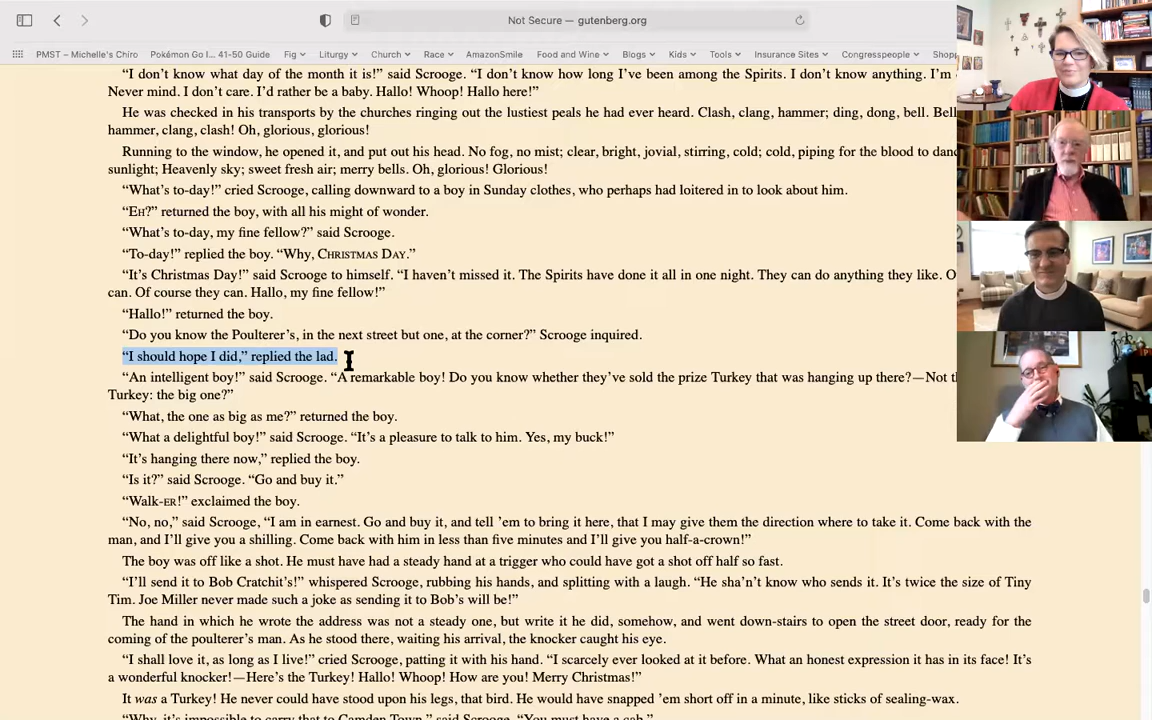 Not Secure — gutenberg.org
PMST – Michelle's Chiro Pokémon Go I... 41-50 Guide Fig Liturgy Church Race AmazonSmile Food and Wine Blogs Kids Tools Insurance Sites Congresspeople Shop
“I don’t know what day of the month it is!” said Scrooge. “I don’t know how long I’ve been among the Spirits. I don’t know anything. I’m
Never mind. I don’t care. I’d rather be a baby. Hallo! Whoop! Hallo here!”
He was checked in his transports by the churches ringing out the lustiest peals he had ever heard. Clash, clang, hammer; ding, dong, bell. Bell
hammer, clang, clash! Oh, glorious, glorious!
Running to the window, he opened it, and put out his head. No fog, no mist; clear, bright, jovial, stirring, cold; cold, piping for the blood to danc
sunlight; Heavenly sky; sweet fresh air; merry bells. Oh, glorious! Glorious!
“What’s to-day!” cried Scrooge, calling downward to a boy in Sunday clothes, who perhaps had loitered in to look about him.
“EH?” returned the boy, with all his might of wonder.
“What’s to-day, my fine fellow?” said Scrooge.
“To-day!” replied the boy. “Why, CHRISTMAS DAY.”
“It’s Christmas Day!” said Scrooge to himself. “I haven’t missed it. The Spirits have done it all in one night. They can do anything they like. O
can. Of course they can. Hallo, my fine fellow!”
“Hallo!” returned the boy.
“Do you know the Poulterer’s, in the next street but one, at the corner?” Scrooge inquired.
“I should hope I did,” replied the lad.
“An intelligent boy!” said Scrooge. “A remarkable boy! Do you know whether they’ve sold the prize Turkey that was hanging up there?—Not th
Turkey: the big one?”
“What, the one as big as me?” returned the boy.
“What a delightful boy!” said Scrooge. “It’s a pleasure to talk to him. Yes, my buck!”
“It’s hanging there now,” replied the boy.
“Is it?” said Scrooge. “Go and buy it.”
“Walk-ER!” exclaimed the boy.
“No, no,” said Scrooge, “I am in earnest. Go and buy it, and tell ’em to bring it here, that I may give them the direction where to take it. Come back with the
man, and I’ll give you a shilling. Come back with him in less than five minutes and I’ll give you half-a-crown!”
The boy was off like a shot. He must have had a steady hand at a trigger who could have got a shot off half so fast.
“I’ll send it to Bob Cratchit’s!” whispered Scrooge, rubbing his hands, and splitting with a laugh. “He sha’n’t know who sends it. It’s twice the size of Tiny
Tim. Joe Miller never made such a joke as sending it to Bob’s will be!”
The hand in which he wrote the address was not a steady one, but write it he did, somehow, and went down-stairs to open the street door, ready for the
coming of the poulterer’s man. As he stood there, waiting his arrival, the knocker caught his eye.
“I shall love it, as long as I live!” cried Scrooge, patting it with his hand. “I scarcely ever looked at it before. What an honest expression it has in its face! It’s
a wonderful knocker!—Here’s the Turkey! Hallo! Whoop! How are you! Merry Christmas!”
It was a Turkey! He never could have stood upon his legs, that bird. He would have snapped ’em short off in a minute, like sticks of sealing-wax.
“Why, it’s impossible to carry that to Camden Town,” said Scrooge. “You must have a cab.”